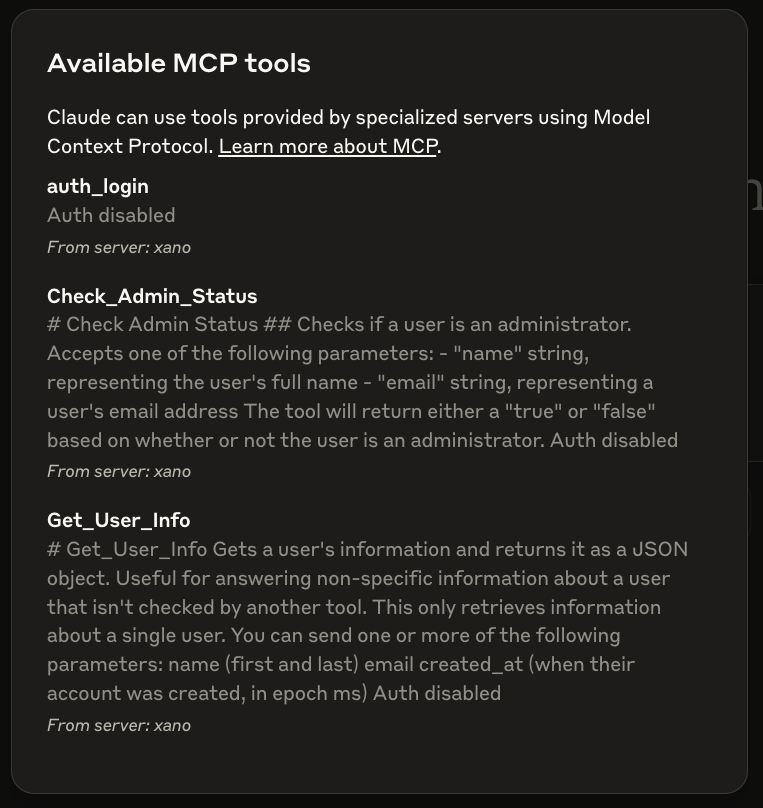 Available MCP tools
Claude can use tools provided by specialized servers using Model
Context Protocol. Learn more about MCP.
auth_login
Auth disabled
From server: xano
Check_Admin_Status
# Check Admin Status ## Checks if a user is an administrator.
Accepts one of the following parameters: - "name" string,
representing the user's full name - "email" string, representing a
user's email address The tool will return either a "true" or "false"
based on whether or not the user is an administrator. Auth disabled
From server: xano
Get_User_Info
# Get_User_Info Gets a user's information and returns it as a JSON
object. Useful for answering non-specific information about a user
that isn't checked by another tool. This only retrieves information
about a single user. You can send one or more of the following
parameters: name (first and last) email created_at (when their
account was created, in epoch ms) Auth disabled
From server: xano